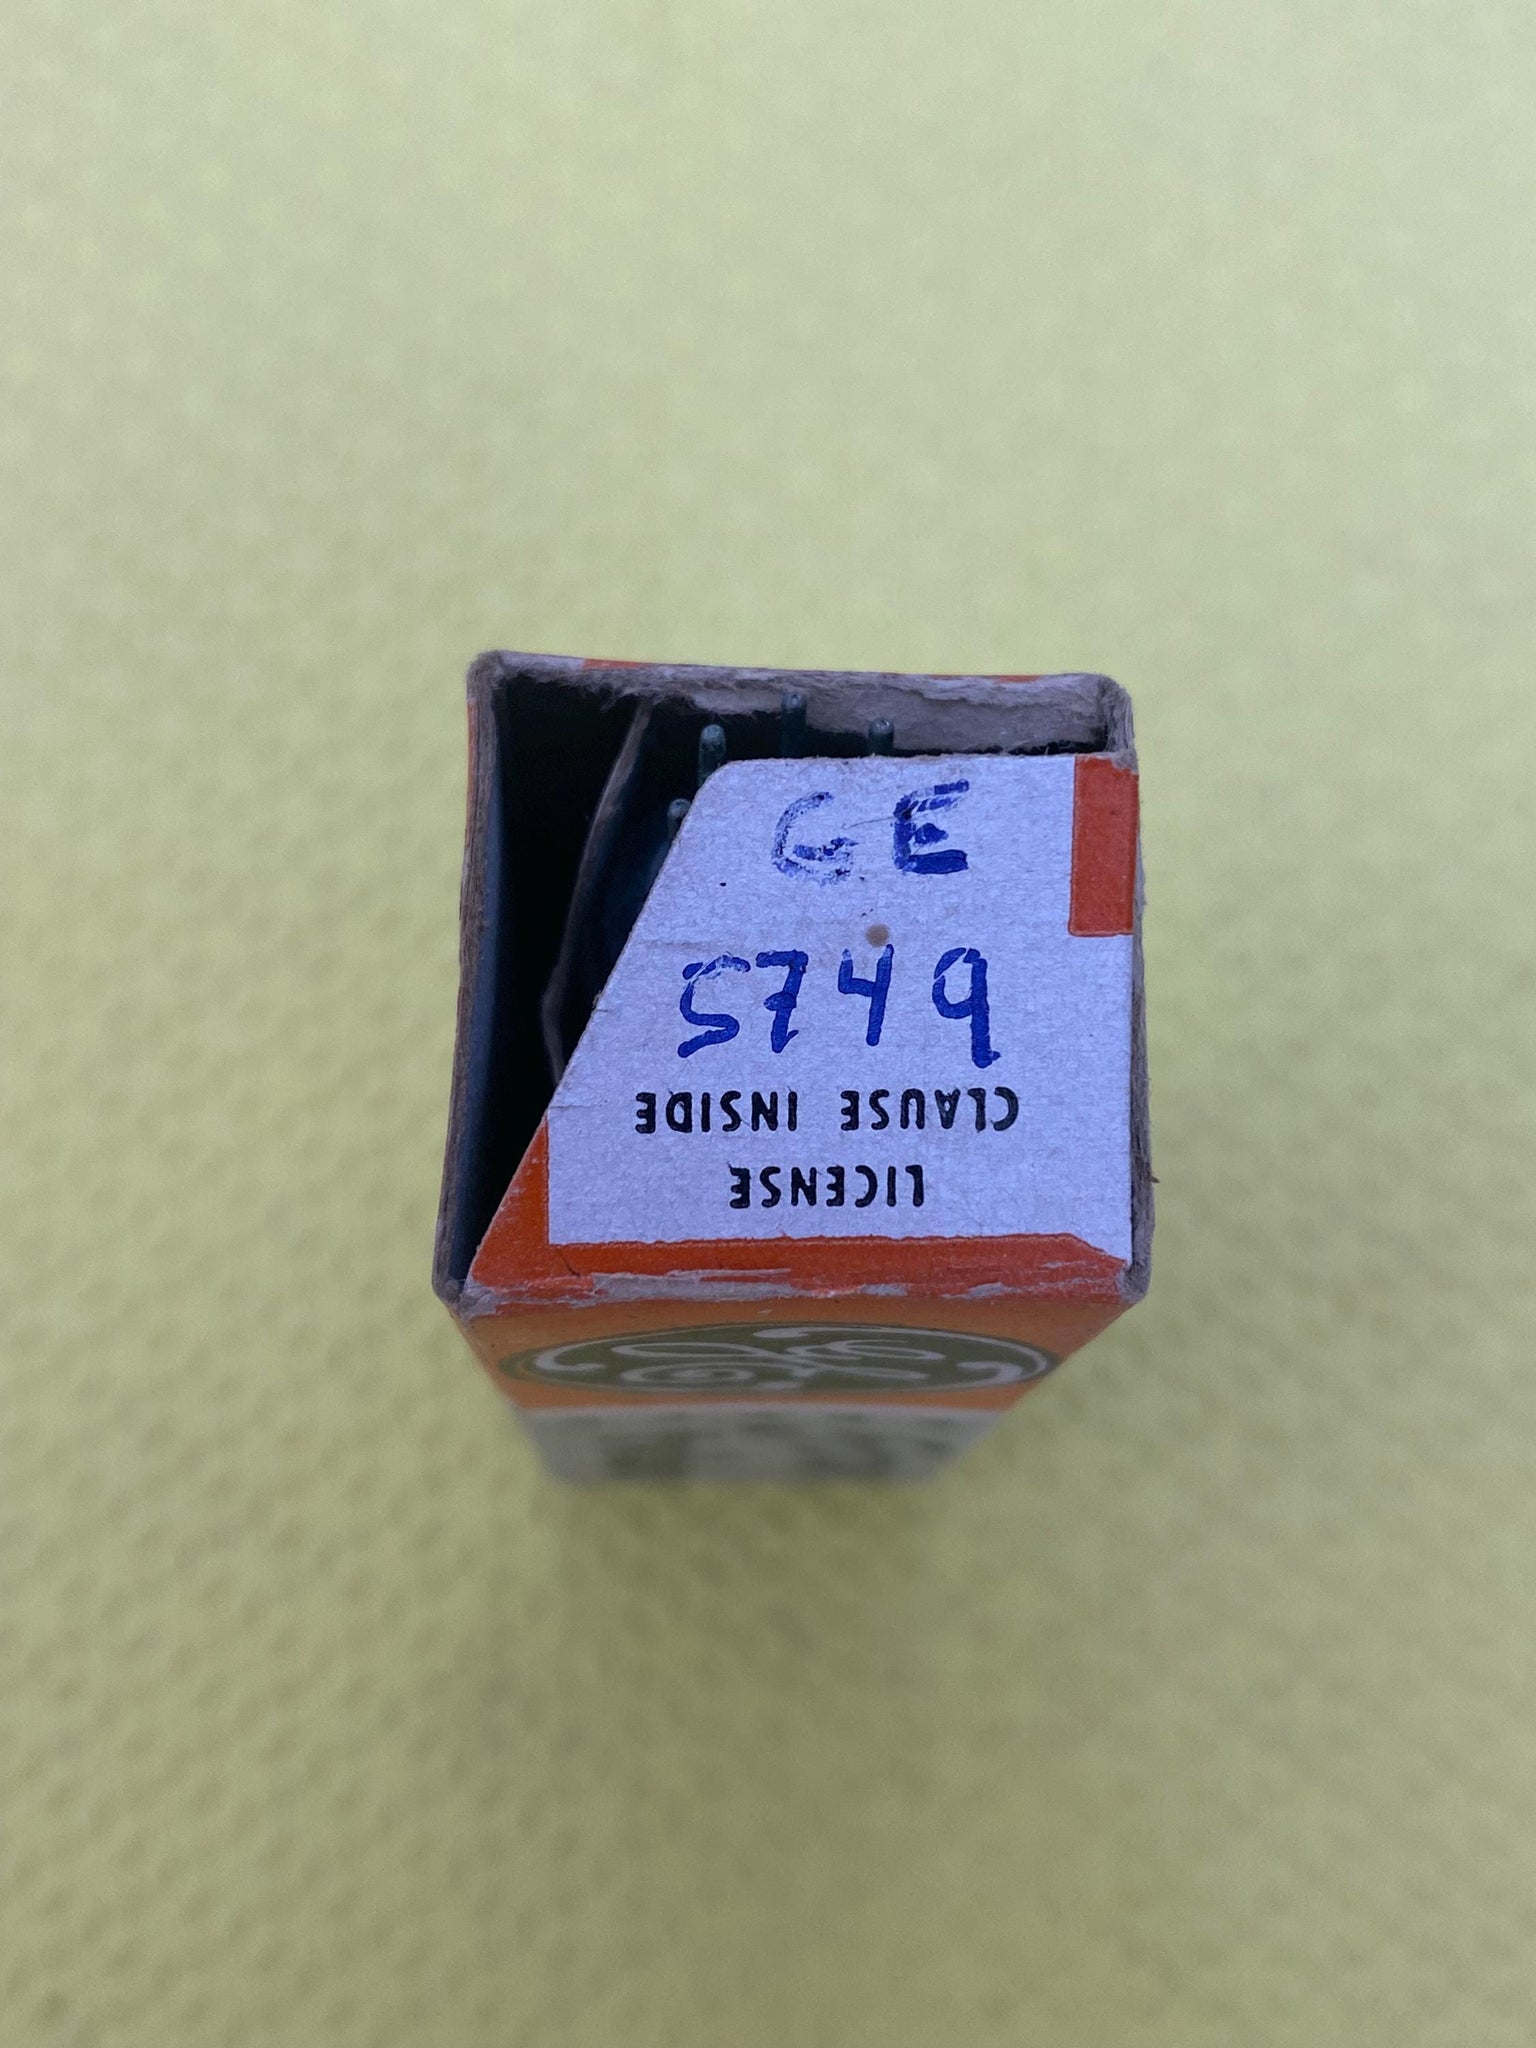 GE
5749
LICENSE
CLAUSE INSIDE